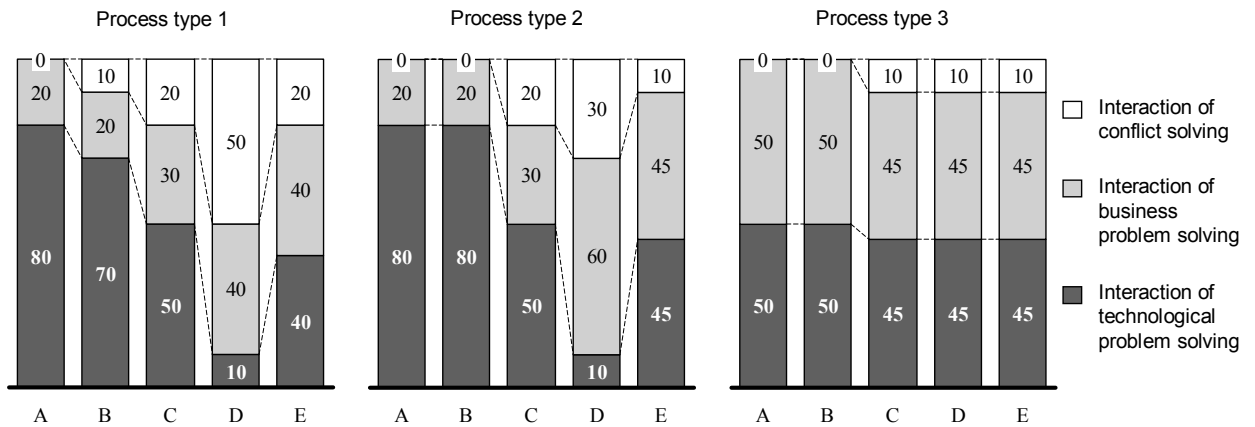 Process type 1
Process type 2
Process type 3
0
10
20
50
20
20
20
30
40
40
80
70
50
10
40
A
B
C
D
E
0
0
20
30
10
20
20
30
60
45
80
80
50
10
45
A
B
C
D
E
0
0
10
10
10
50
50
45
45
45
50
50
45
45
45
A
B
C
D
E
Interaction of
conflict solving
Interaction of
business
problem solving
Interaction of
technological
problem solving